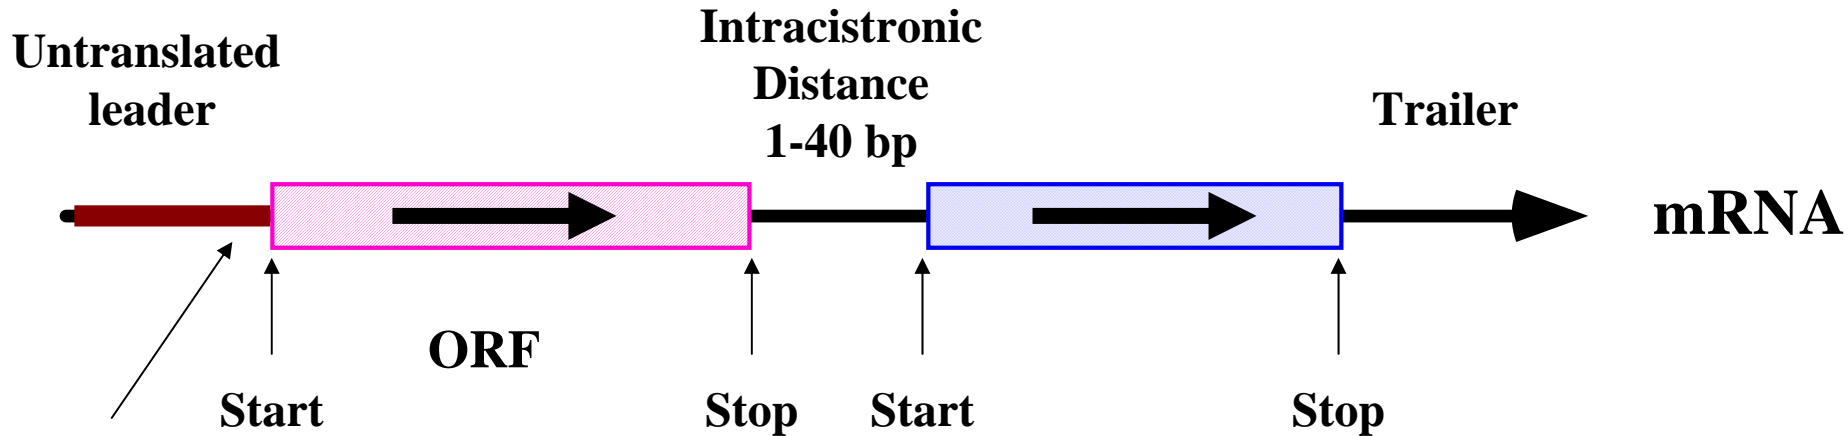 Untranslated
leader
Intracistronic
Distance
1-40 bp
Trailer
mRNA
ORF
Start
Stop
Start
Stop